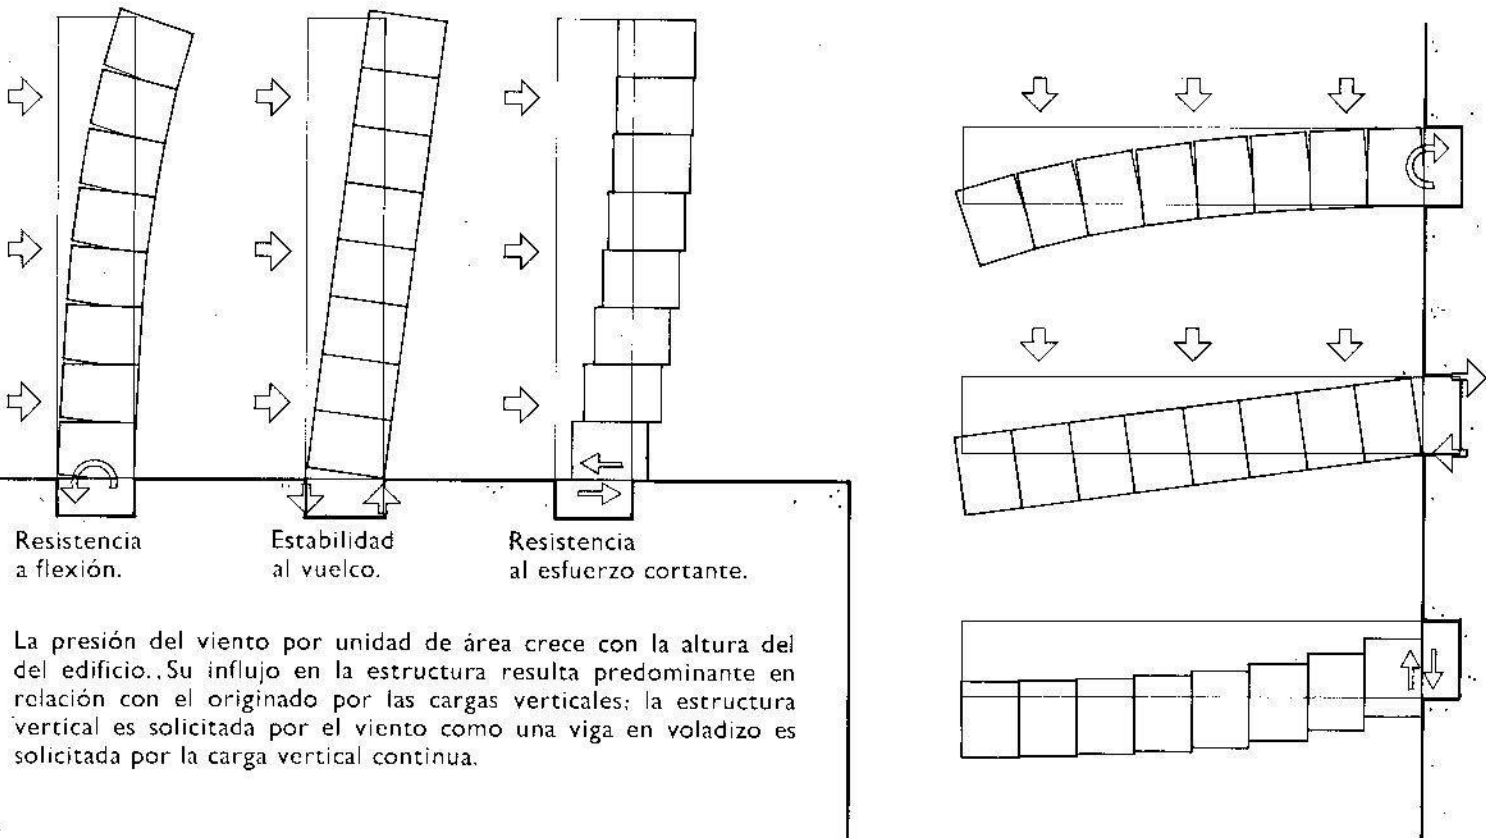 Resistencia
a flexión.
Estabilidad
al vuelco.
Resistencia
al esfuerzo cortante.
La presión del viento por unidad de área crece con la altura del
del edificio. Su influjo en la estructura resulta predominante en
relación con el originado por las cargas verticales; la estructura
vertical es solicitada por el viento como una viga en voladizo es
solicitada por la carga vertical continua.